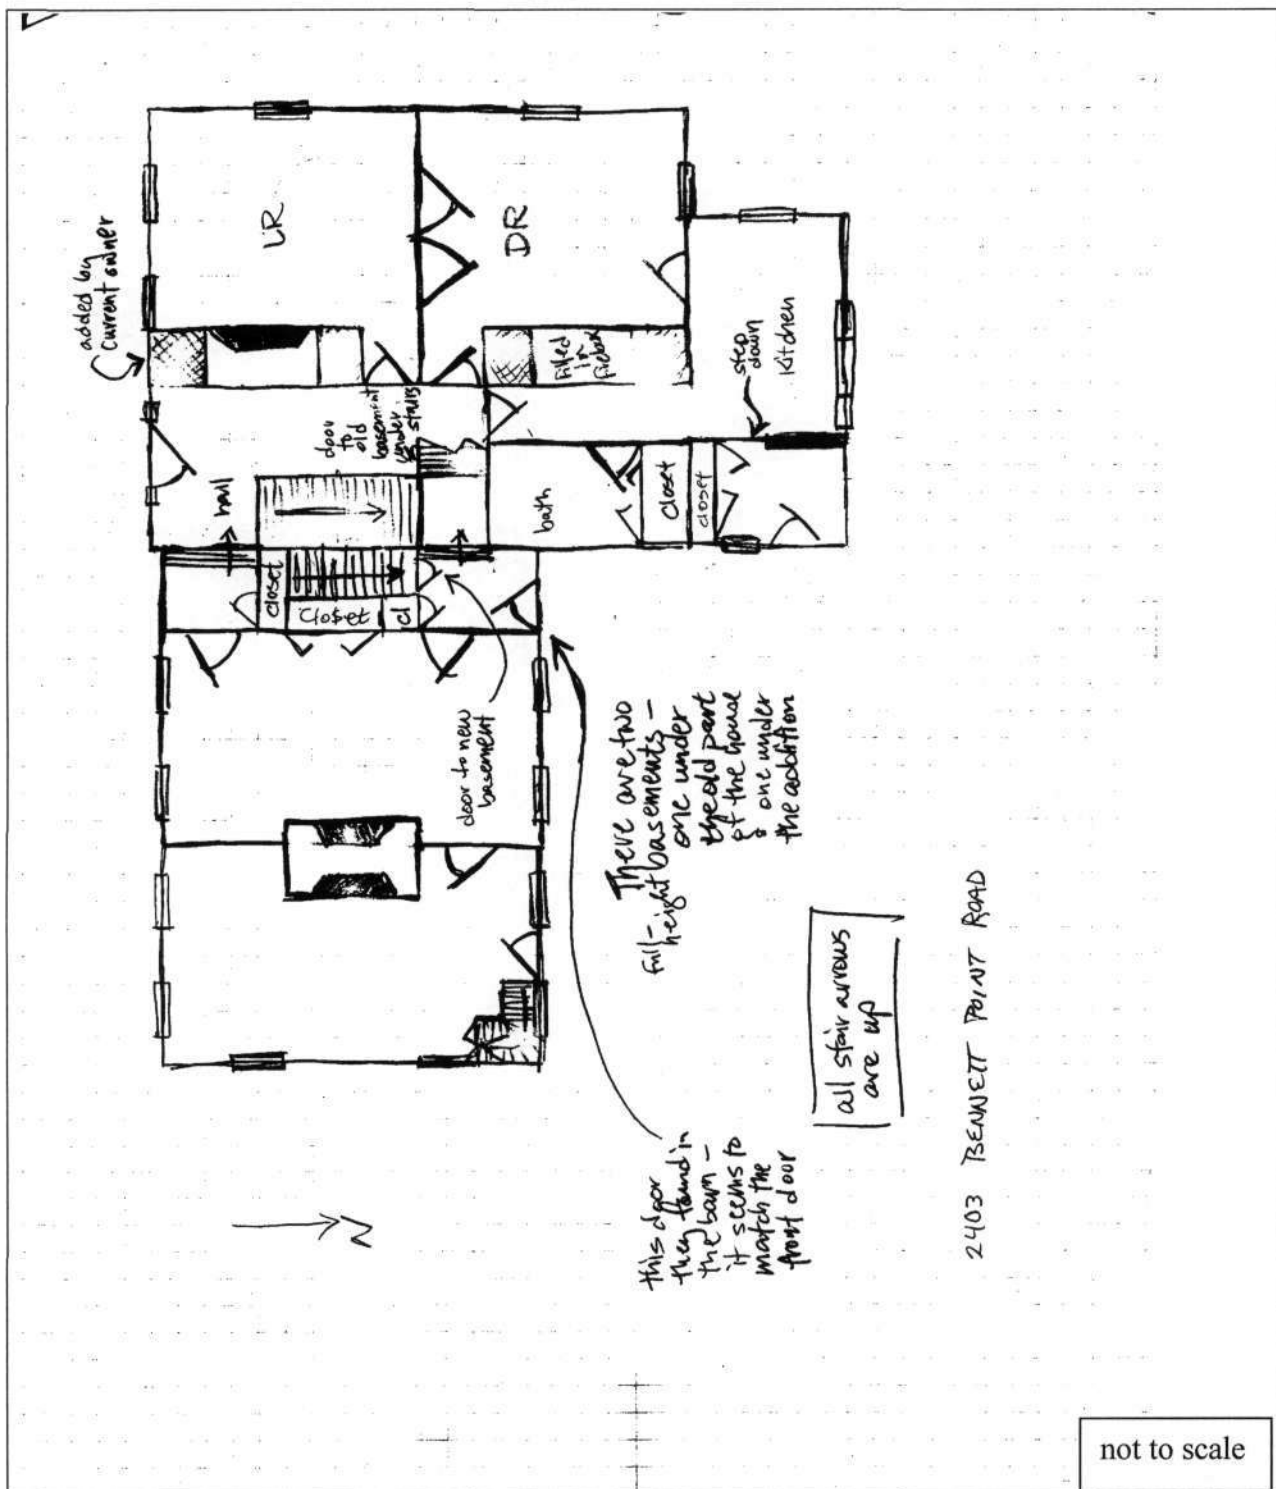 added by
current owner
LR
DR
filled
in
firebox
step
down
Kitchen
door
to
old
basement
under
stairs
hall
bath
closet
closet
closet
Closet
cl
door to new
basement
There are two
full-height basements -
one under
the old part
of the house
& one under
the addition
all stair arrows
are up
this door
they found in
the barn -
it seems to
match the
front door
N
2403 BENNETT POINT ROAD
not to scale